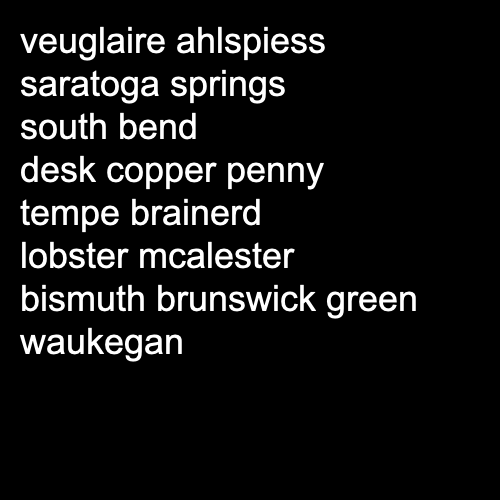 veuglaire ahlspiess
saratoga springs
south bend
desk copper penny
tempe brainerd
lobster mcalester
bismuth brunswick green
waukegan